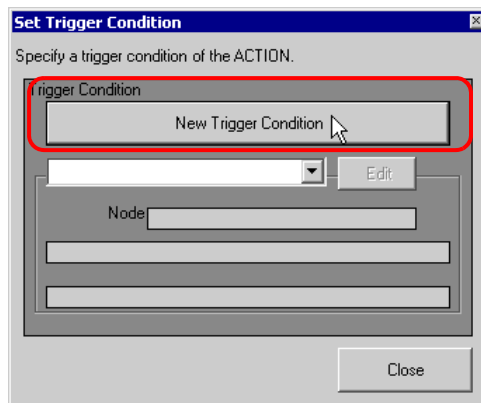 Set Trigger Condition
Specify a trigger condition of the ACTION.
Trigger Condition
New Trigger Condition
Edit
Node
Close